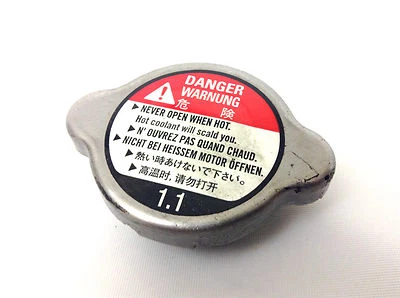 DANGER
WARNUNG
危険
▶NEVER OPEN WHEN HOT.
Hot coolant will scald you.
▶N' OUVREZ PAS QUAND CHAUD.
▶NICHT BEI HEISSEM MOTOR ÖFFNEN.
▶熱い時あけないで下さい。
▶高温时,请勿打开
1.1